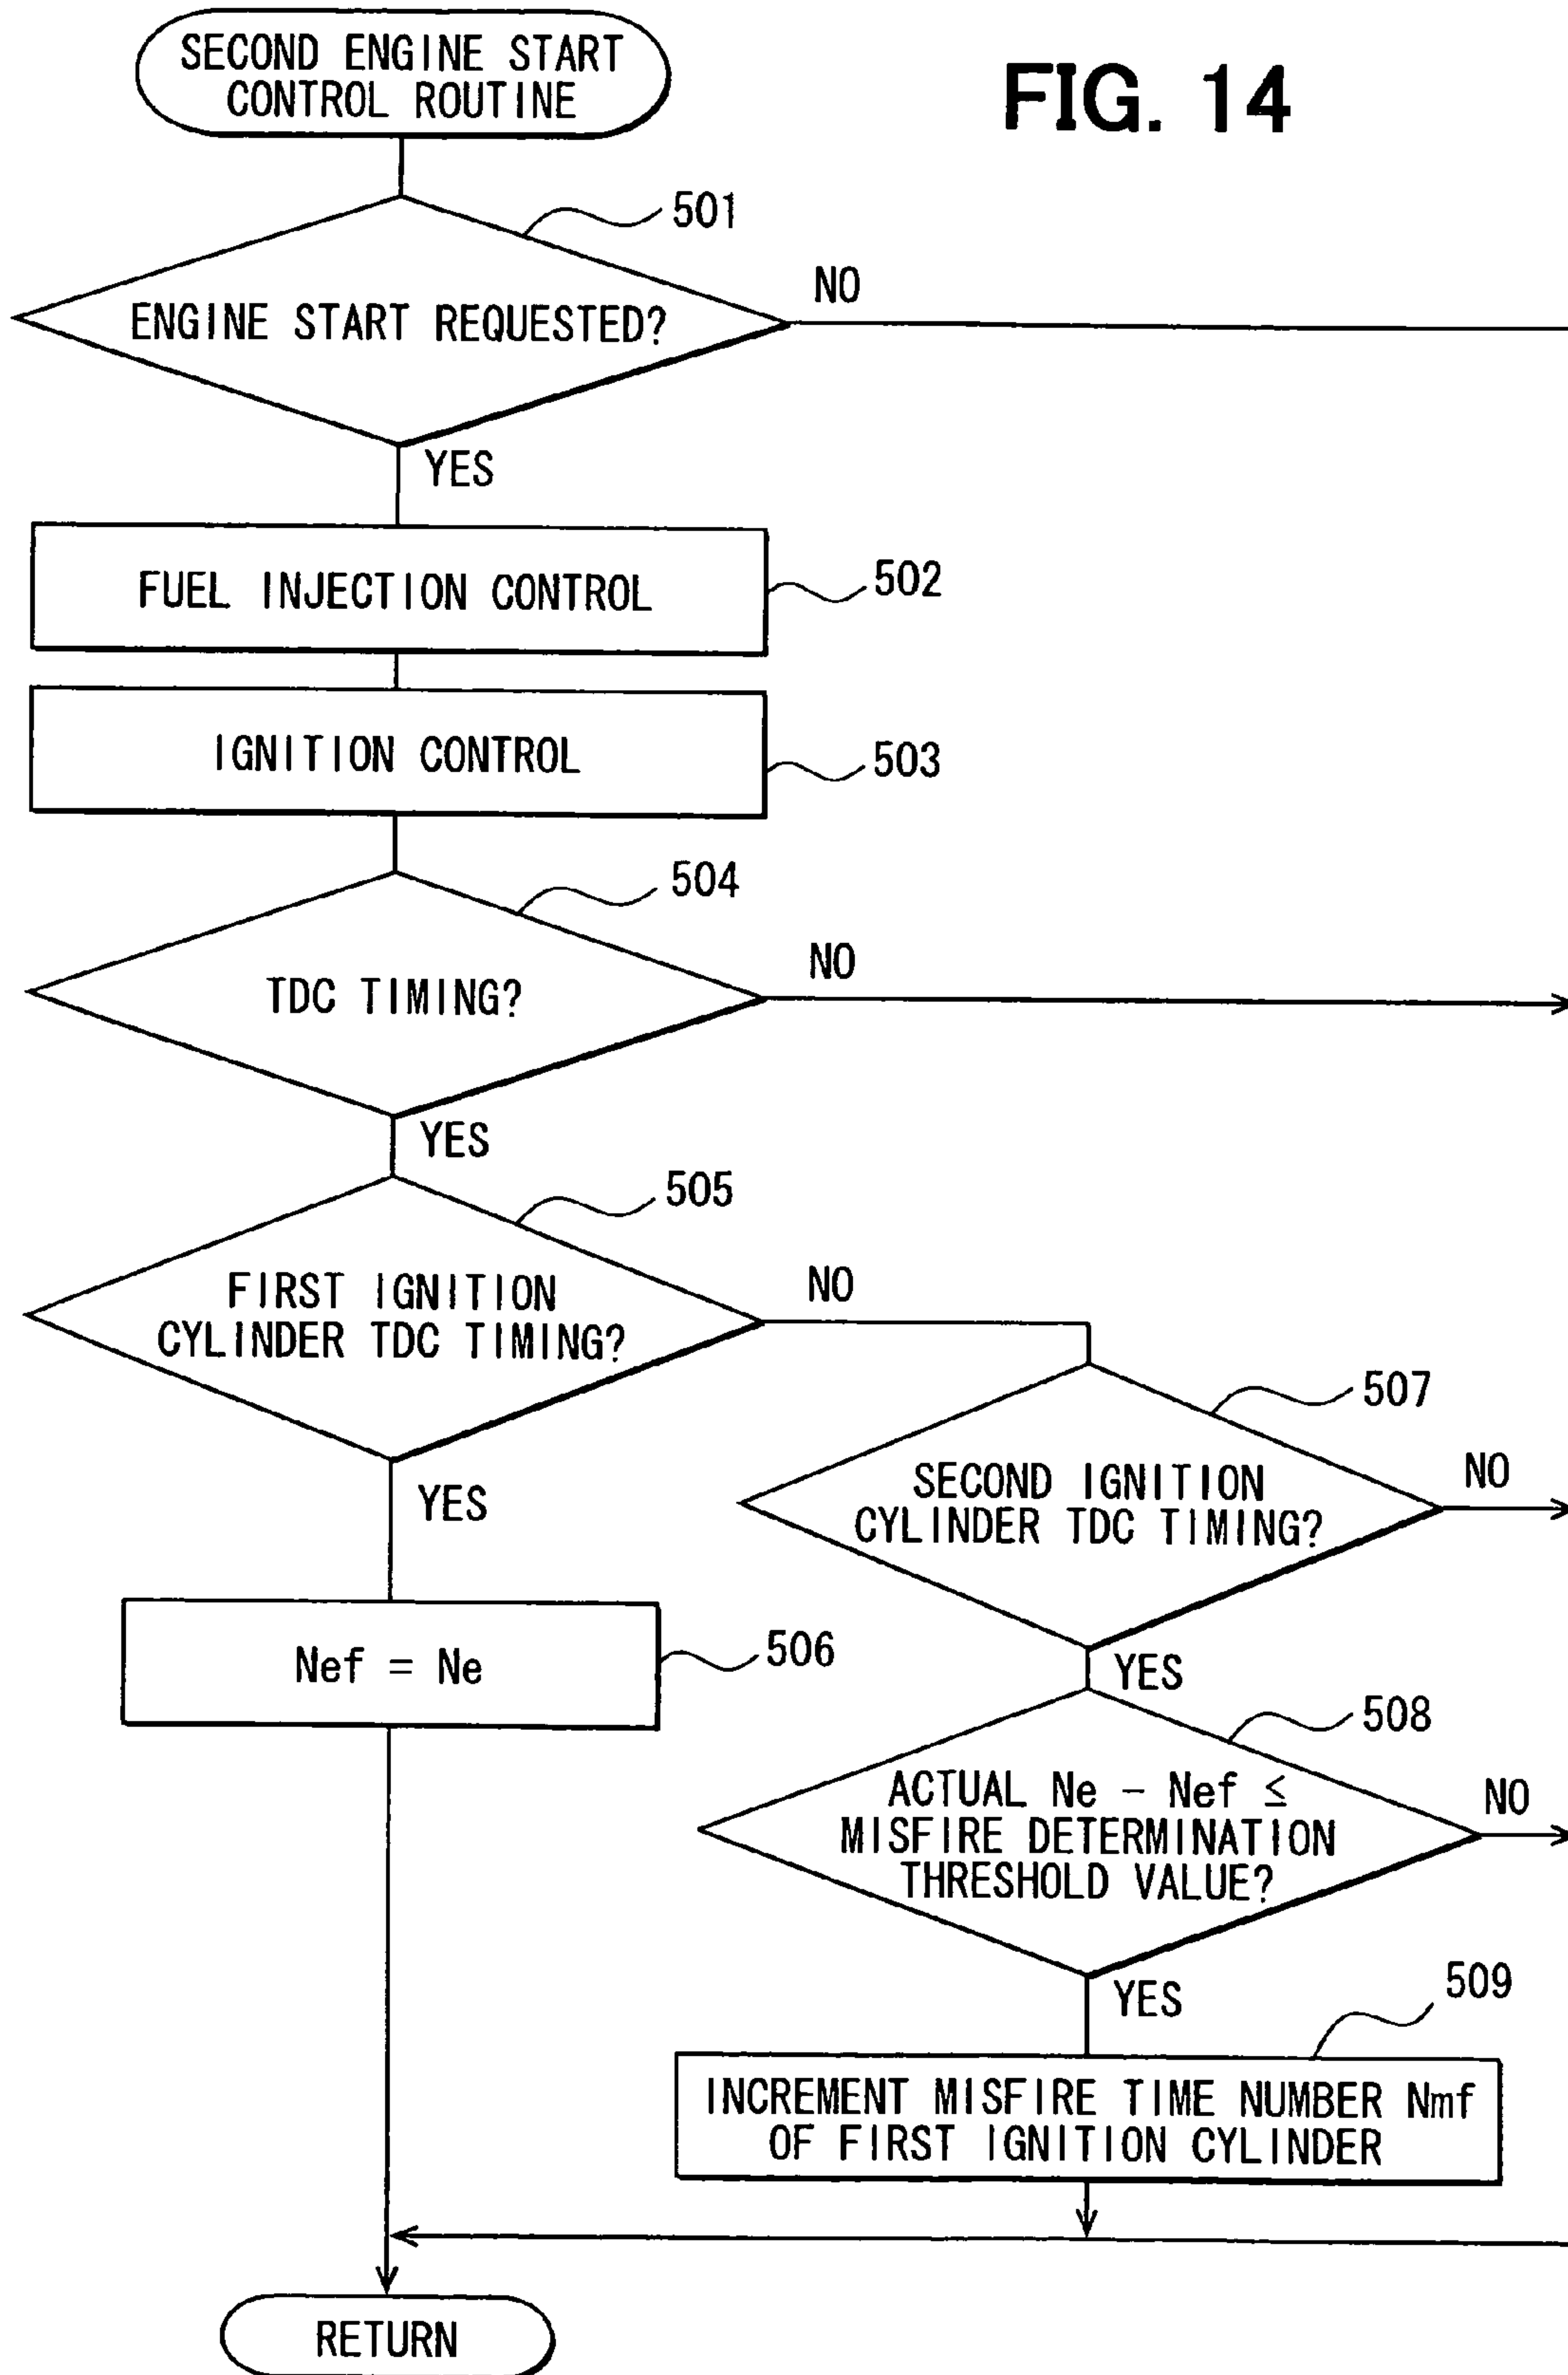 SECOND ENGINE START
CONTROL ROUTINE
FIG. 14
501
ENGINE START REQUESTED?
NO
YES
FUEL INJECTION CONTROL
502
IGNITION CONTROL
503
504
TDC TIMING?
NO
YES
505
FIRST IGNITION
CYLINDER TDC TIMING?
NO
YES
507
SECOND IGNITION
CYLINDER TDC TIMING?
NO
YES
Nef = Ne
506
508
ACTUAL Ne - Nef ≤
MISFIRE DETERMINATION
THRESHOLD VALUE?
NO
YES
509
INCREMENT MISFIRE TIME NUMBER Nmf
OF FIRST IGNITION CYLINDER
RETURN